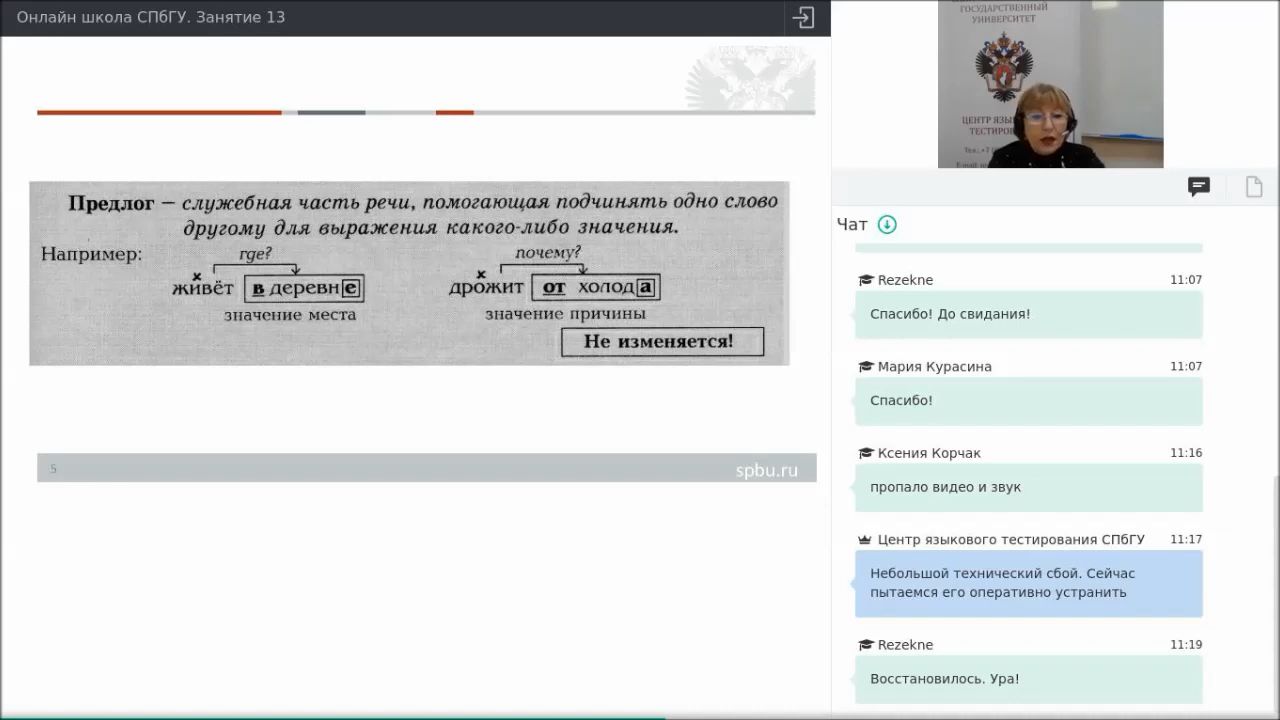 Онлайн школа СПбГУ. Занятие 13
Предлог – служебная часть речи, помогающая подчинять одно слово
другому для выражения какого-либо значения.
Например:
где?
почему?
живёт в деревне
дрожит от холода
значение места
значение причины
Не изменяется!
5
spbu.ru
ГОСУДАРСТВЕННЫЙ
УНИВЕРСИТЕТ
Чат
Rezekne 11:07
Спасибо! До свидания!
Мария Курасина 11:07
Спасибо!
Ксения Корчак 11:16
пропало видео и звук
Центр языкового тестирования СПбГУ 11:17
Небольшой технический сбой. Сейчас
пытаемся его оперативно устранить
Rezekne 11:19
Восстановилось. Ура!